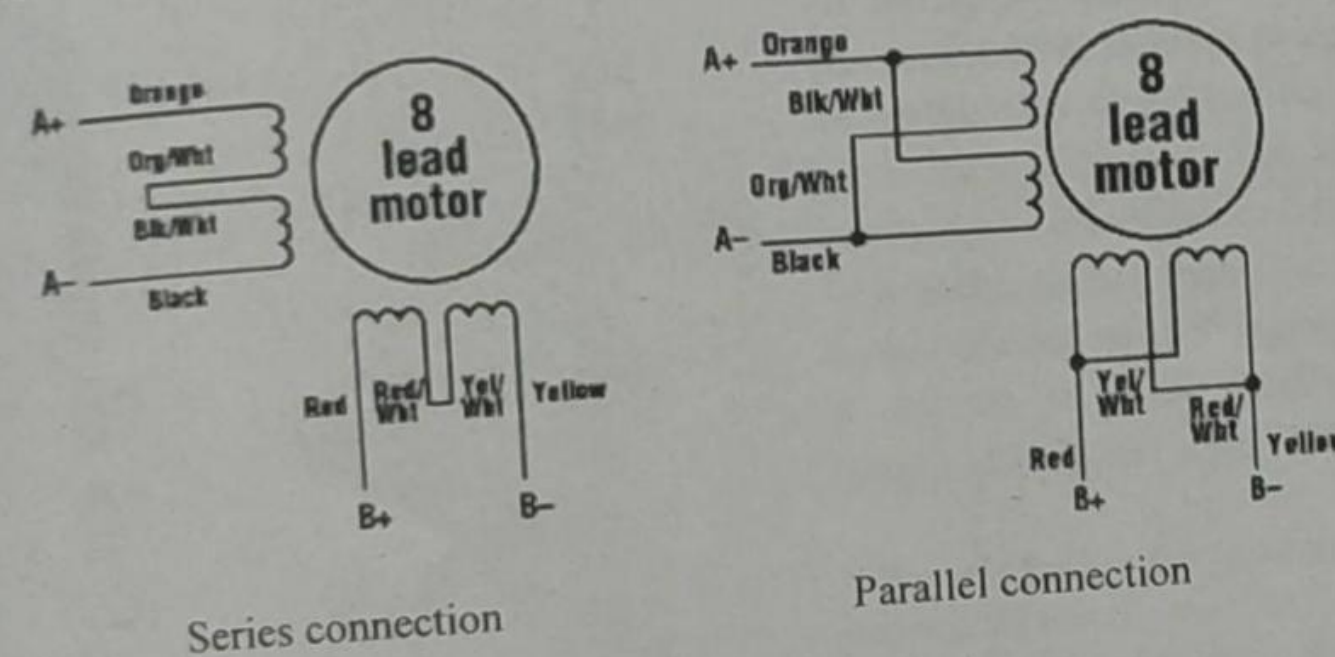 Orange
A+
Org/Wht
Blk/Wht
A-
Black
8
lead
motor
Red
Red/
Wht
Yel/
Wht
Yellow
B+
B-
Series connection
A+
Orange
Blk/Wht
Org/Wht
A-
Black
8
lead
motor
Yel/
Wht
Red/
Wht
Red
Yellow
B+
B-
Parallel connection